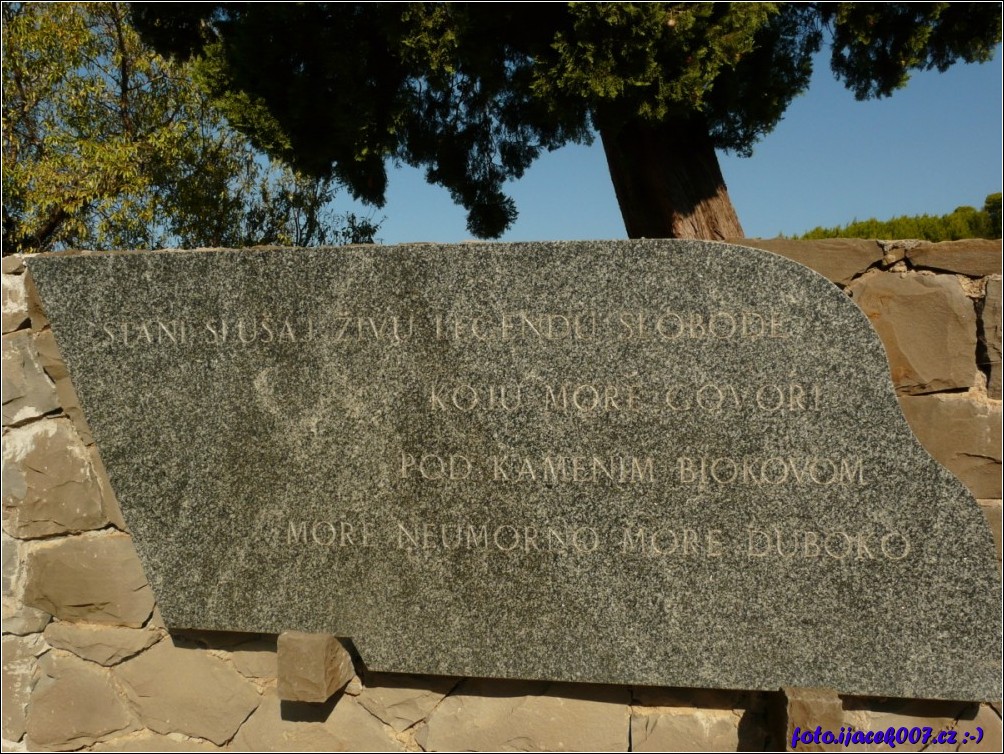 STANI SLUŠAJ ŽIVU LEGENDU SLOBODE
KOJU MORE GOVORI
POD KAMENIM BIOKOVOM
MORE NEUMORNO MORE DUBOKO
foto.ijacek007.cz :-)